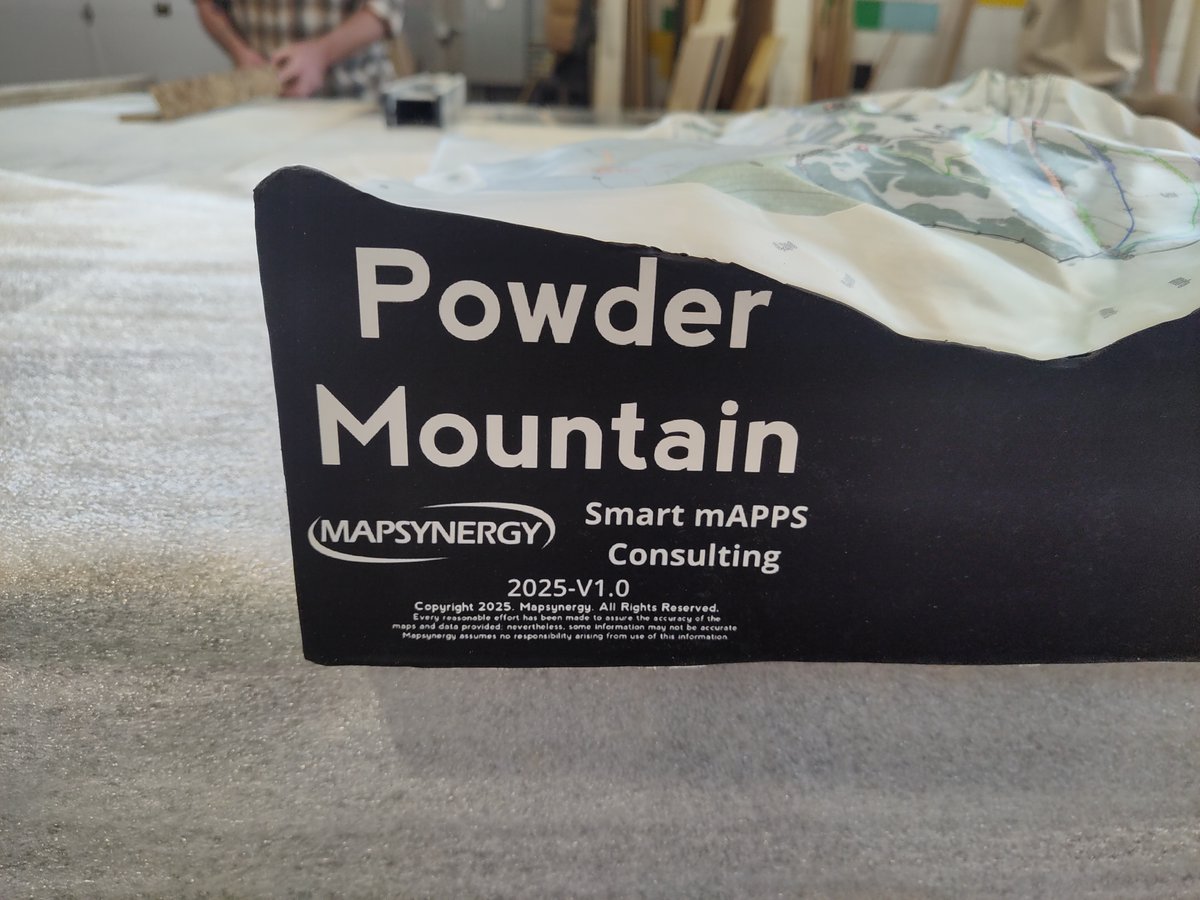 Powder
Mountain
MAPSYNERGY
Smart mAPPS
Consulting
2025-V1.0
Copyright 2025. Mapsynergy. All Rights Reserved.
Every reasonable effort has been made to assure the accuracy of the
maps and data provided; nevertheless, some information may not be accurate
Mapsynergy assumes no responsibility arising from use of this information.